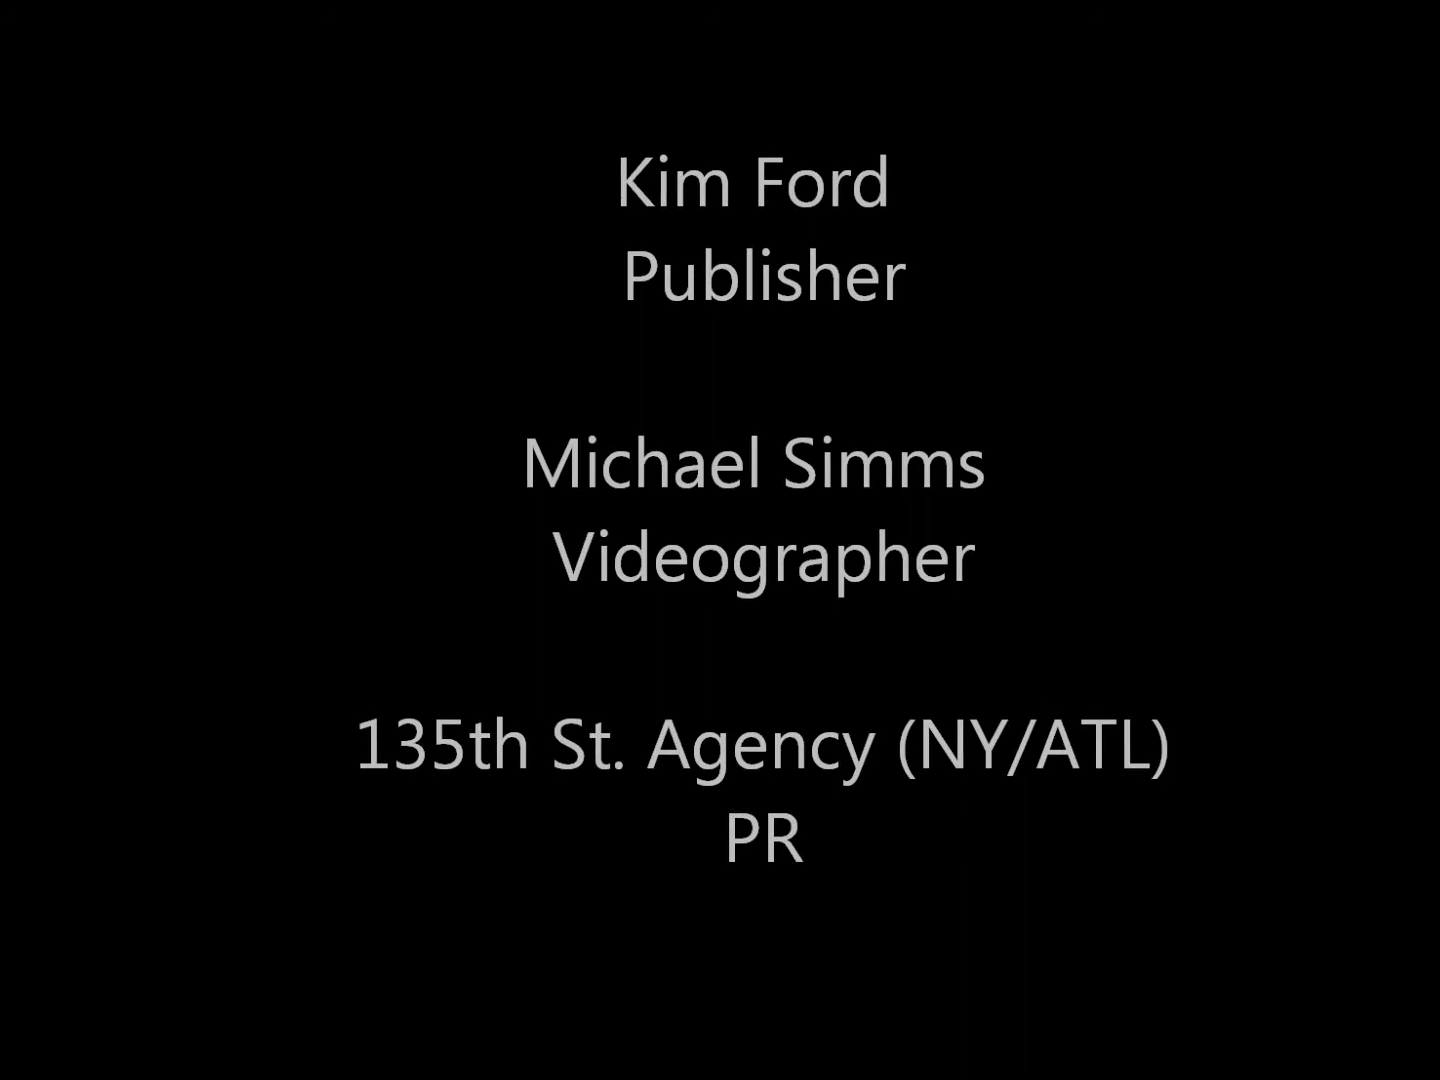 Kim Ford
Publisher
Michael Simms
Videographer
135th St. Agency (NY/ATL)
PR